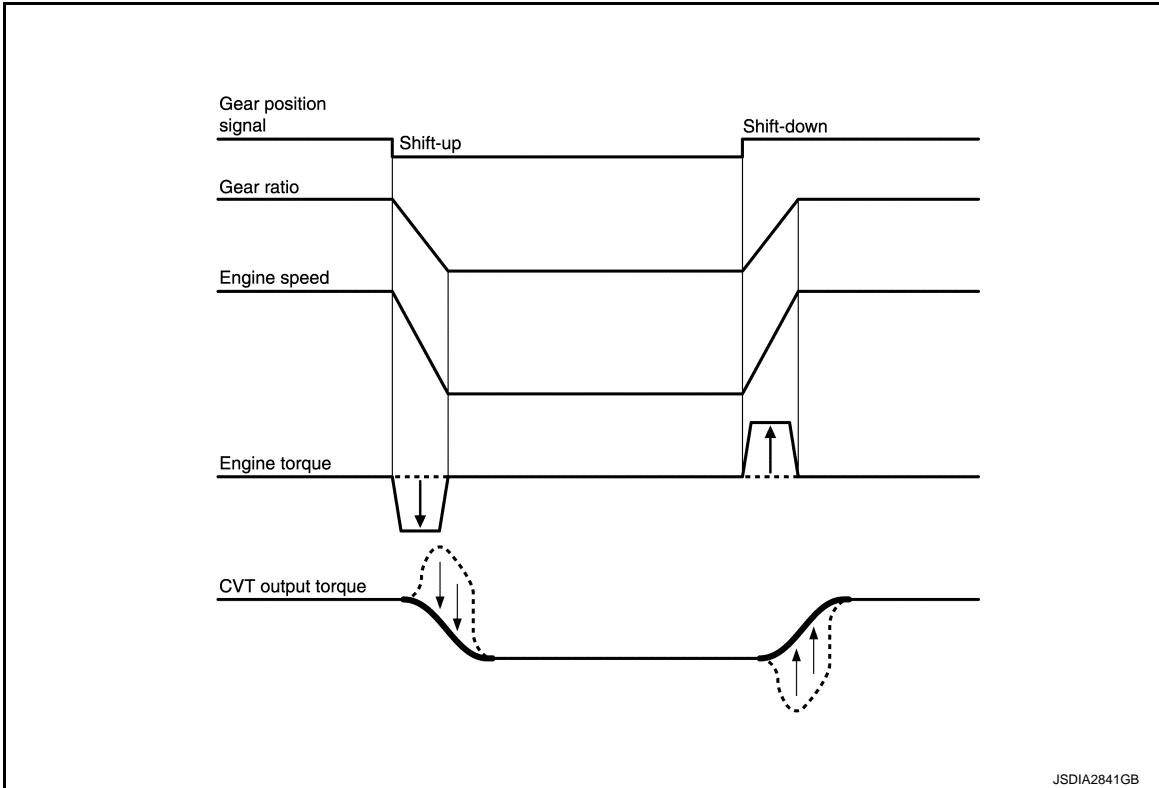 Gear position
signal
Shift-up
Shift-down
Gear ratio
Engine speed
Engine torque
CVT output torque
JSDIA2841GB